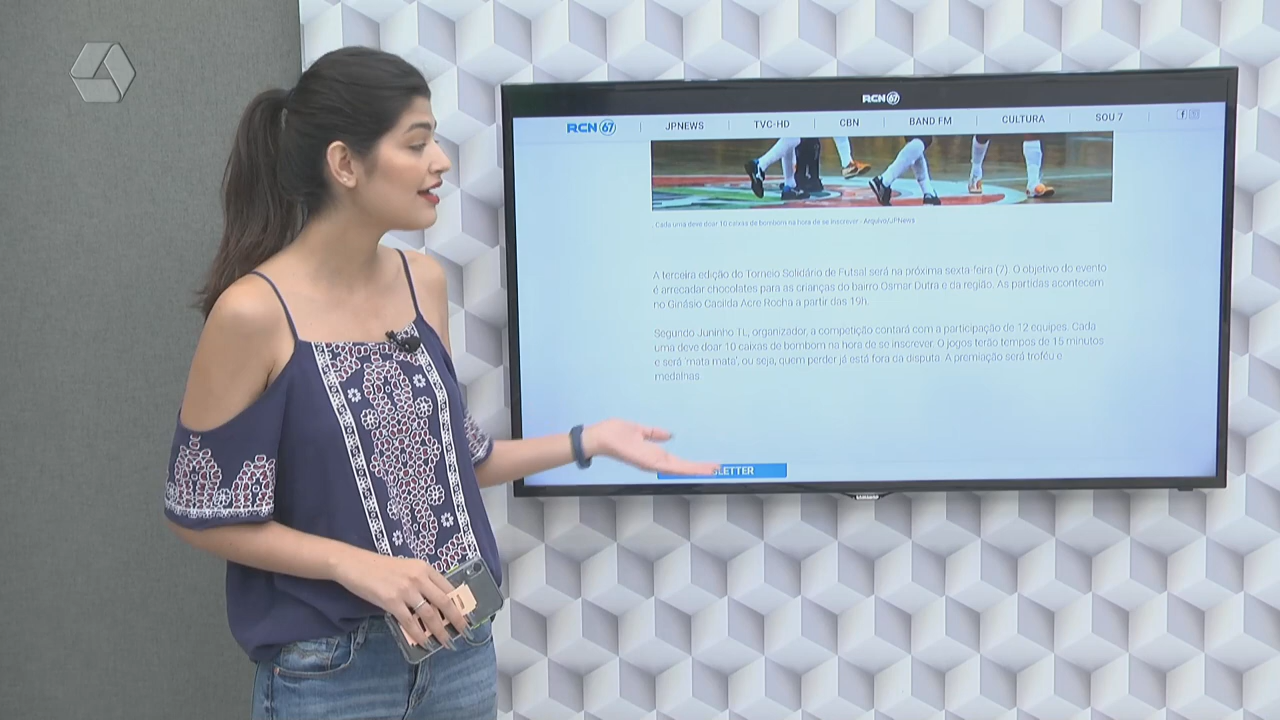 RCN 67
RCN 67 JPNEWS TVC-HD CBN BAND FM CULTURA SOU 7
Cada uma deve doar 10 caixas de bombom na hora de se inscrever - Arquivo/JPNews
A terceira edição do Torneio Solidário de Futsal será na próxima sexta-feira (7). O objetivo do evento
é arrecadar chocolates para as crianças do bairro Osmar Dutra e da região. As partidas acontecem
no Ginásio Cacilda Acre Rocha a partir das 19h.
Segundo Juninho TL, organizador, a competição contará com a participação de 12 equipes. Cada
uma deve doar 10 caixas de bombom na hora de se inscrever. O jogos terão tempos de 15 minutos
e será 'mata mata', ou seja, quem perder já está fora da disputa. A premiação será troféu e
medalhas.
SLETTER